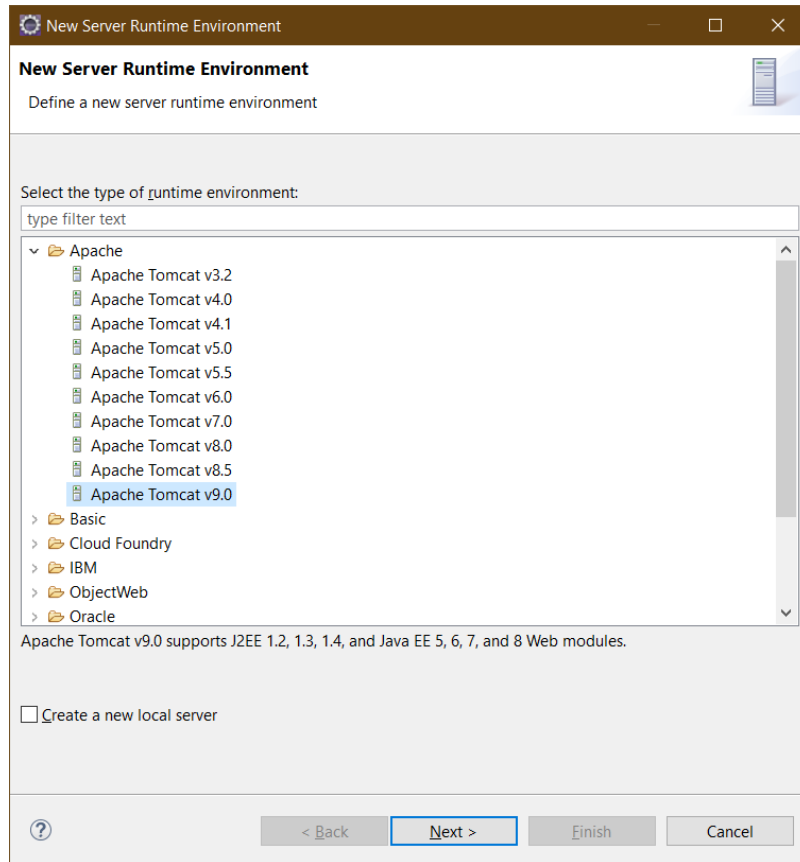 New Server Runtime Environment
New Server Runtime Environment
Define a new server runtime environment
Select the type of runtime environment:
type filter text
Apache
Apache Tomcat v3.2
Apache Tomcat v4.0
Apache Tomcat v4.1
Apache Tomcat v5.0
Apache Tomcat v5.5
Apache Tomcat v6.0
Apache Tomcat v7.0
Apache Tomcat v8.0
Apache Tomcat v8.5
Apache Tomcat v9.0
Basic
Cloud Foundry
IBM
ObjectWeb
Oracle
Apache Tomcat v9.0 supports J2EE 1.2, 1.3, 1.4, and Java EE 5, 6, 7, and 8 Web modules.
Create a new local server
? < Back Next > Finish Cancel